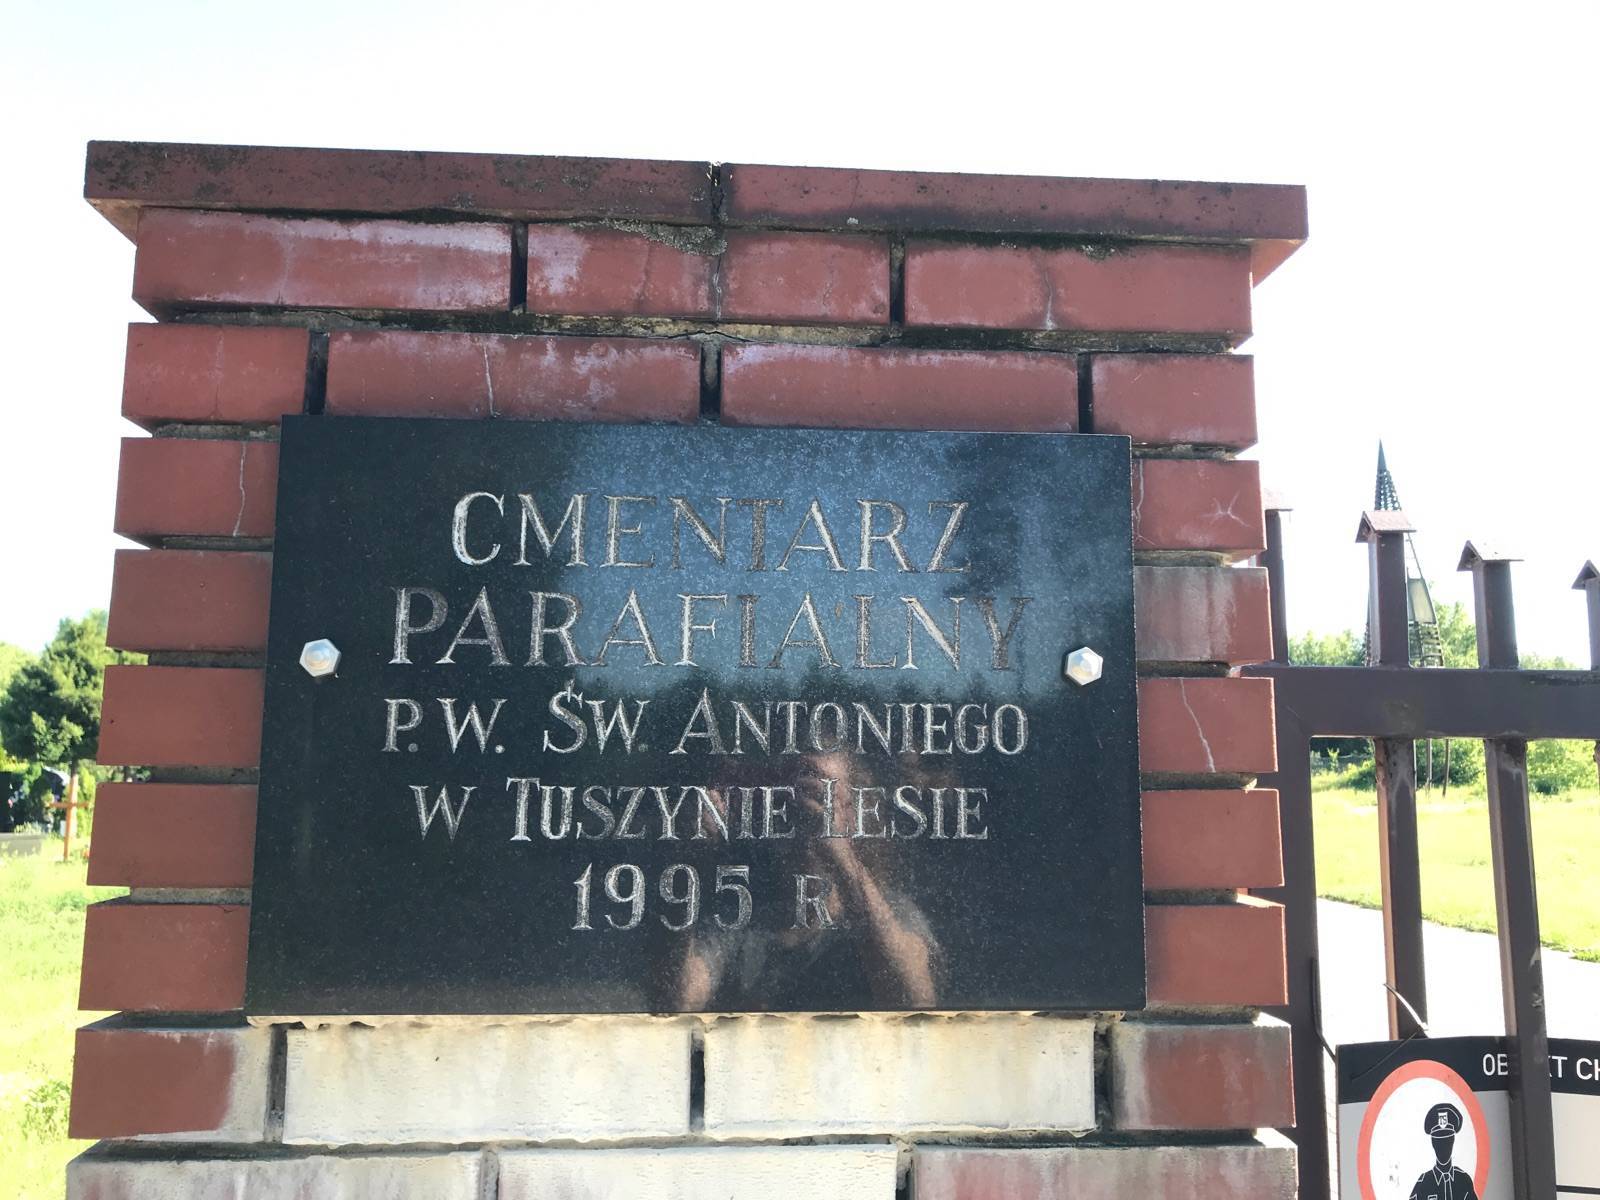 CMENTARZ
PARAFIALNY
P.W. ŚW. ANTONIEGO
W TUSZYNIE LESIE
1995 R